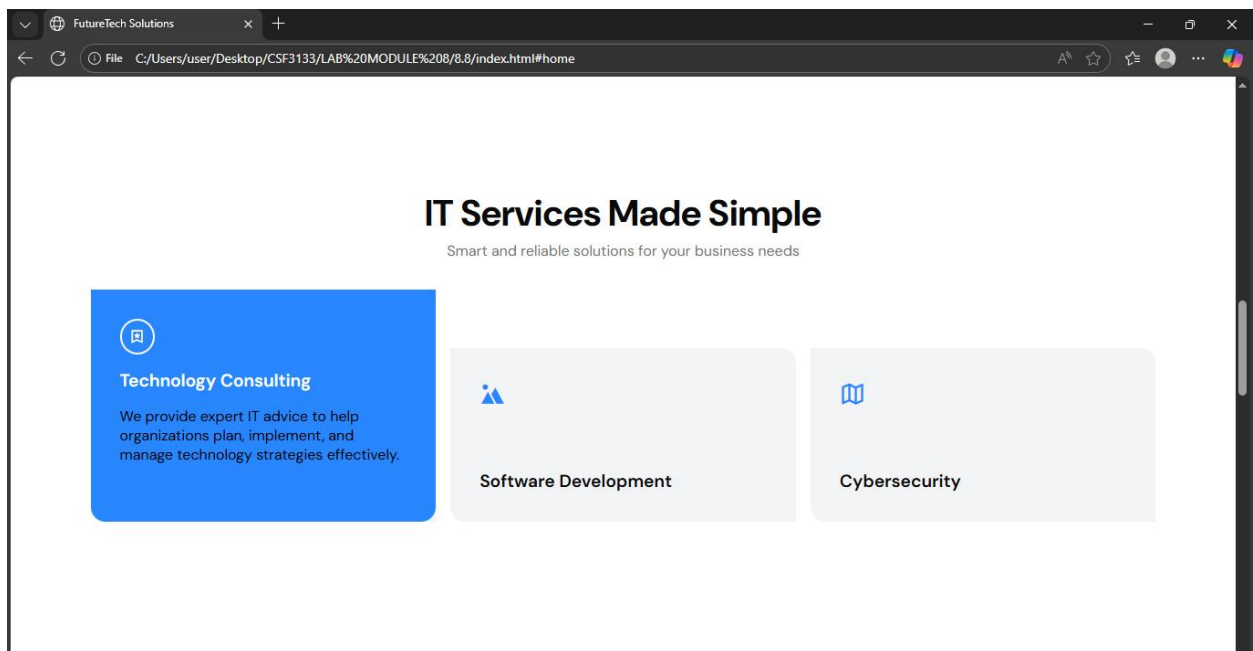 FutureTech Solutions
File C:/Users/user/Desktop/CSF3133/LAB%20MODULE%208/8.8/index.html#home
IT Services Made Simple
Smart and reliable solutions for your business needs
Technology Consulting
We provide expert IT advice to help
organizations plan, implement, and
manage technology strategies effectively.
Software Development
Cybersecurity